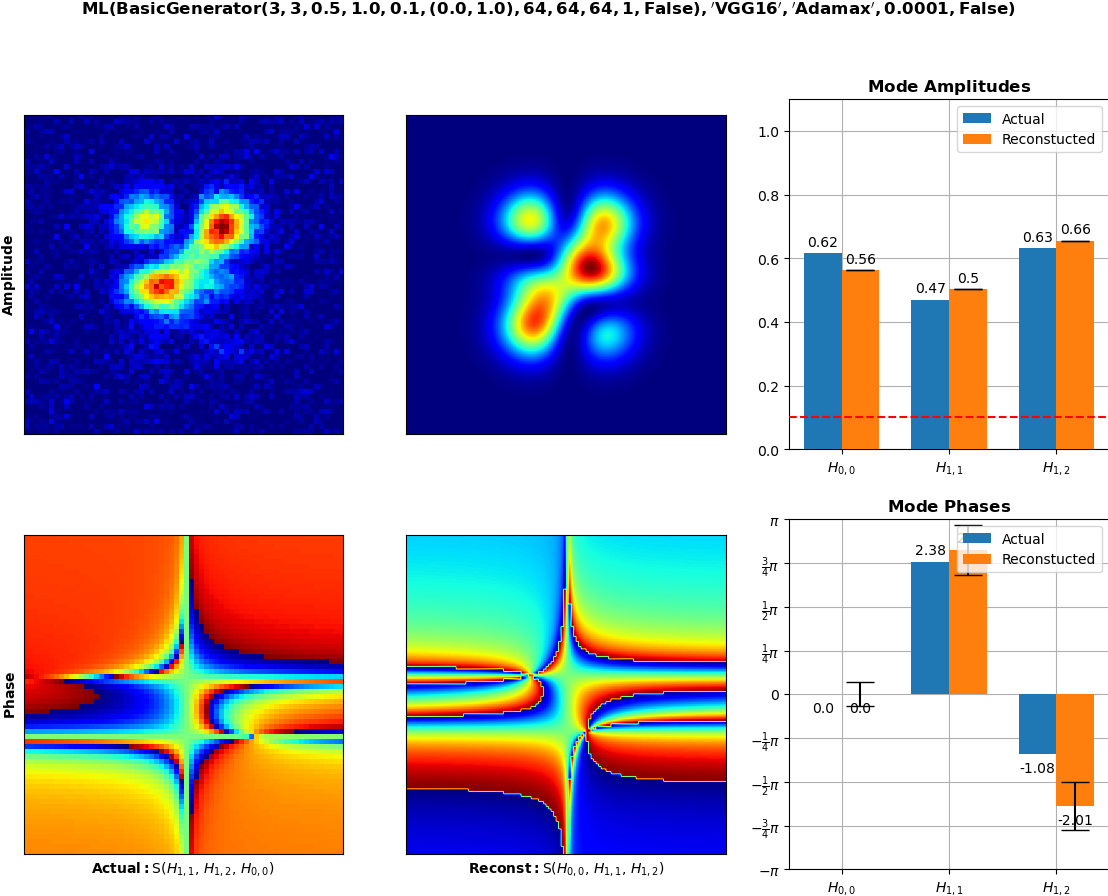 ML(BasicGenerator(3, 3, 0.5, 1.0, 0.1, (0.0, 1.0), 64, 64, 64, 1, False), ′VGG16′, ′Adamax′, 0.0001, False)
Amplitude
Mode Amplitudes
Actual
Reconstucted
1.0
0.8
0.6
0.4
0.2
0.0
0.62
0.56
0.47
0.5
0.63
0.66
H0,0
H1,1
H1,2
Phase
Actual: S(H1,1, H1,2, H0,0)
Reconst: S(H0,0, H1,1, H1,2)
Mode Phases
Actual
Reconstucted
π
3/4π
1/2π
1/4π
0
−1/4π
−1/2π
−3/4π
−π
0.0
0.0
2.38
-1.08
-2.01
H0,0
H1,1
H1,2